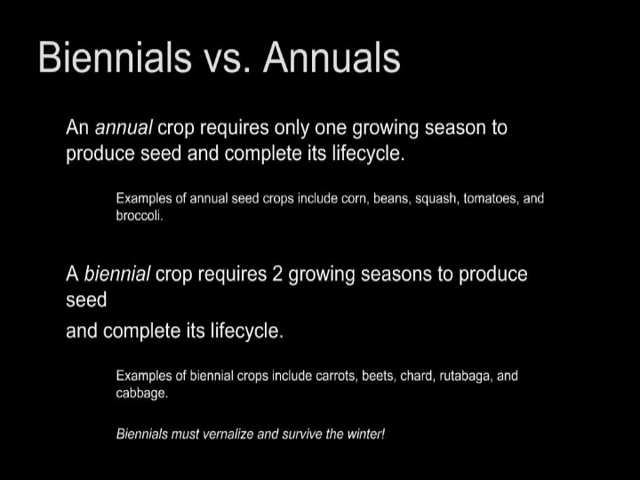 Biennials vs. Annuals
An annual crop requires only one growing season to
produce seed and complete its lifecycle.
Examples of annual seed crops include corn, beans, squash, tomatoes, and
broccoli.
A biennial crop requires 2 growing seasons to produce
seed
and complete its lifecycle.
Examples of biennial crops include carrots, beets, chard, rutabaga, and
cabbage.
Biennials must vernalize and survive the winter!